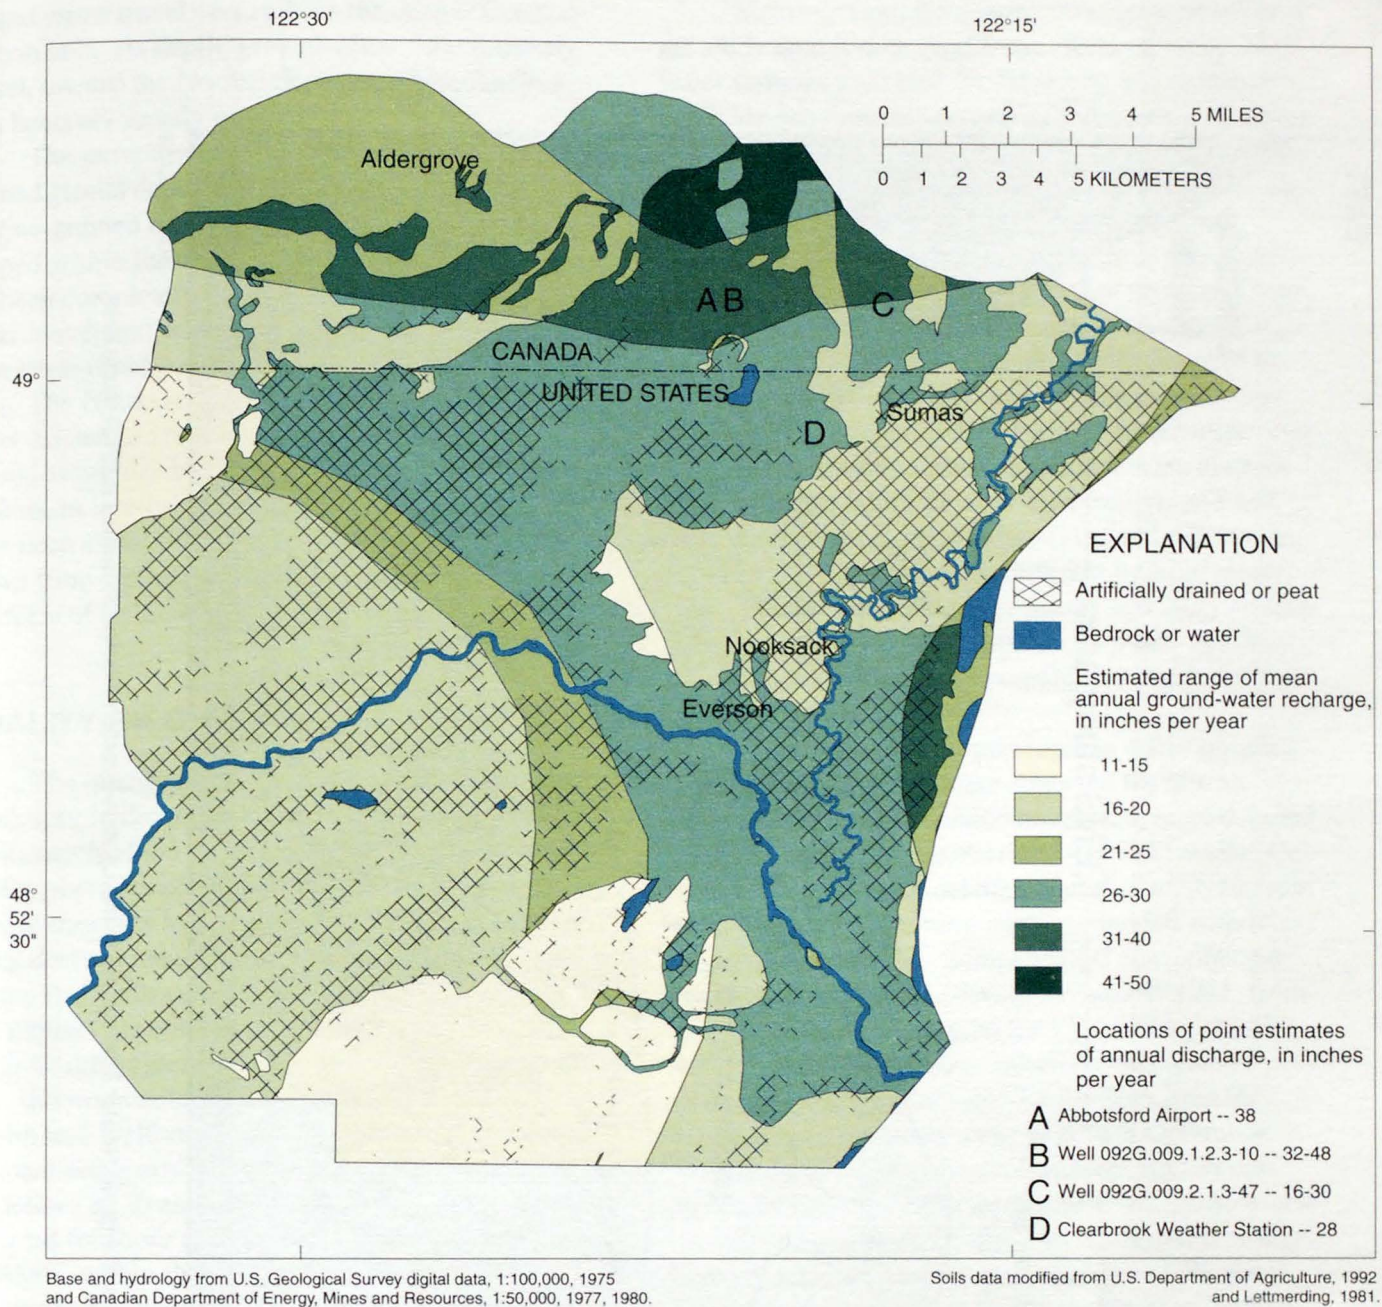 122°30'
122°15'
0 1 2 3 4 5 MILES
0 1 2 3 4 5 KILOMETERS
Aldergrove
A B
C
CANADA
49°
UNITED STATES
Sumas
D
EXPLANATION
Artificially drained or peat
Bedrock or water
Nooksack
Everson
Estimated range of mean
annual ground-water recharge,
in inches per year
11-15
16-20
21-25
26-30
31-40
41-50
48°
52'
30"
Locations of point estimates
of annual discharge, in inches
per year
A Abbotsford Airport -- 38
B Well 092G.009.1.2.3-10 -- 32-48
C Well 092G.009.2.1.3-47 -- 16-30
D Clearbrook Weather Station -- 28
Base and hydrology from U.S. Geological Survey digital data, 1:100,000, 1975
and Canadian Department of Energy, Mines and Resources, 1:50,000, 1977, 1980.
Soils data modified from U.S. Department of Agriculture, 1992
and Lettmerding, 1981.